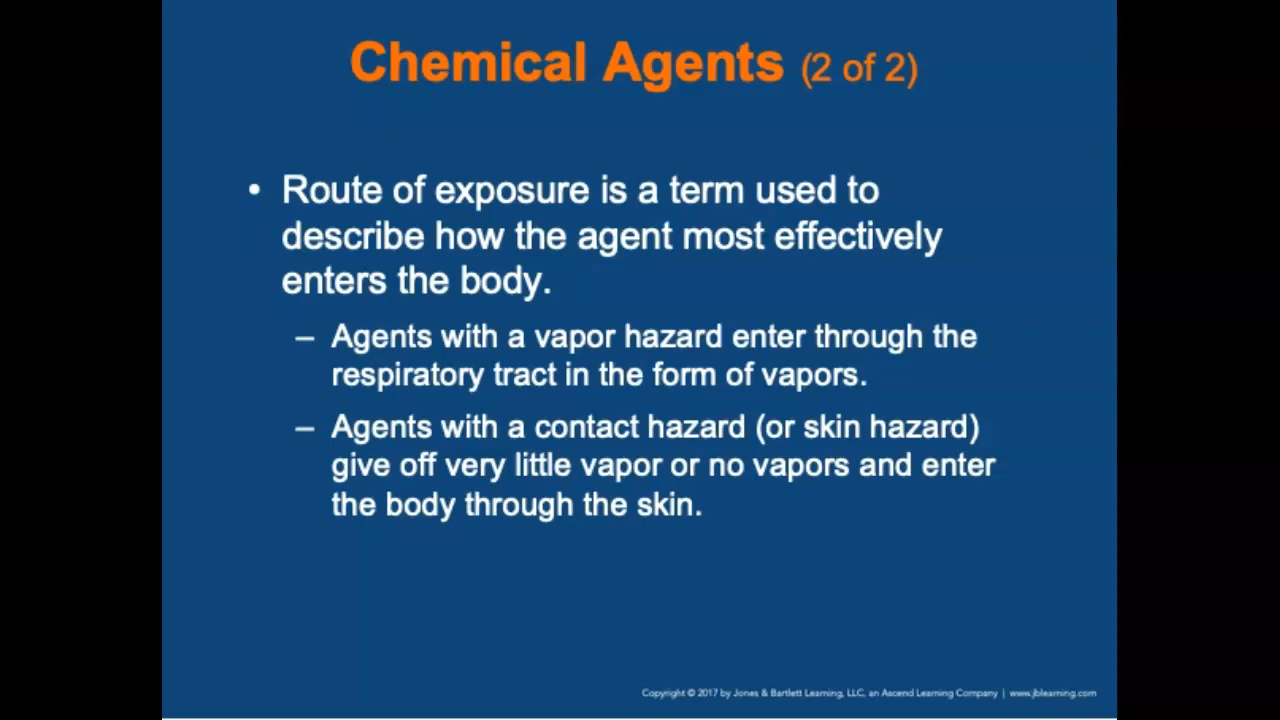 Chemical Agents (2 of 2)
• Route of exposure is a term used to
describe how the agent most effectively
enters the body.
– Agents with a vapor hazard enter through the
respiratory tract in the form of vapors.
– Agents with a contact hazard (or skin hazard)
give off very little vapor or no vapors and enter
the body through the skin.
Copyright © 2017 by Jones & Bartlett Learning, LLC, an Ascend Learning Company | www.jblearning.com